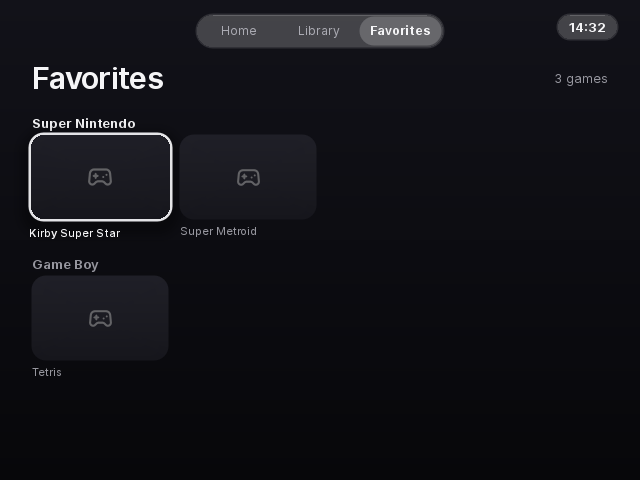 Home Library Favorites 14:32
Favorites 3 games
Super Nintendo
Kirby Super Star Super Metroid
Game Boy
Tetris